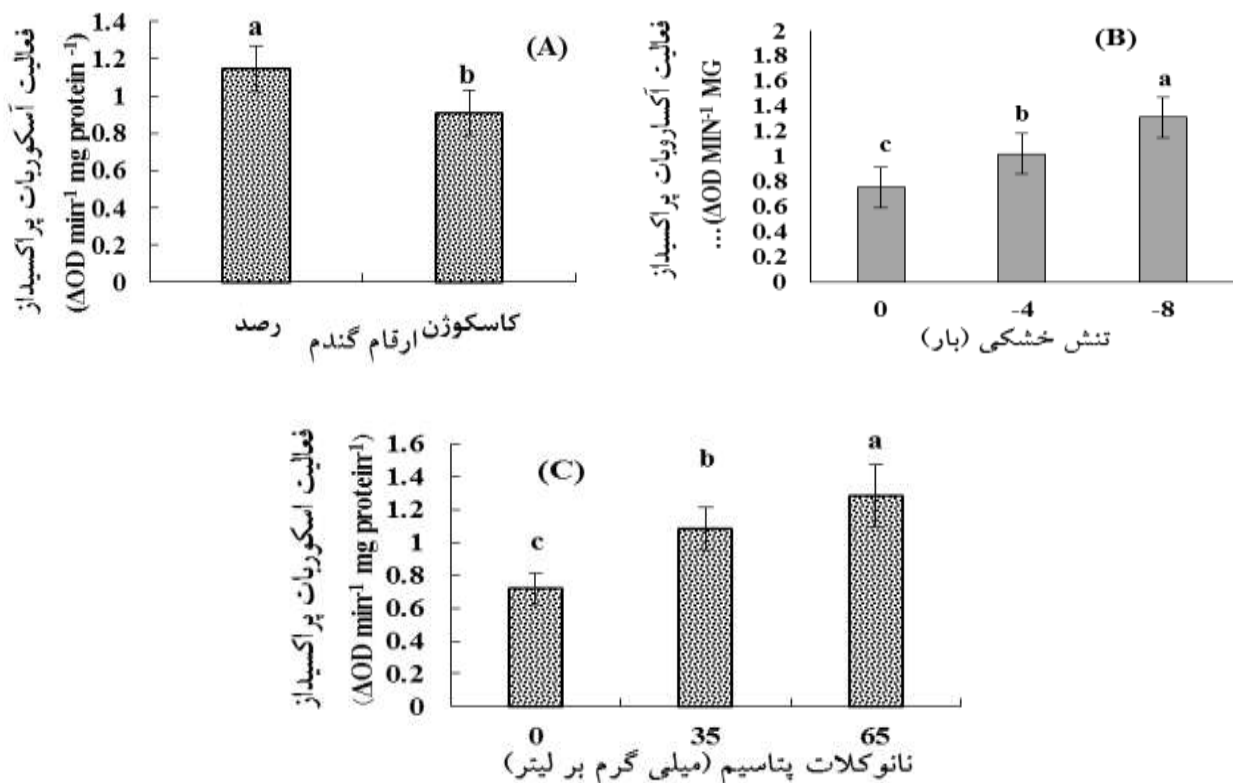 فعالیت آسکوربات پراکسیداز
(ΔOD min-1 mg protein -1)
1.4
1.2
1
0.8
0.6
0.4
0.2
0
a
b
(A)
رصد
کاسکوژن
ارقام گندم
فعالیت آکساروبات پراکسیداز
...(ΔOD MIN-1 MG
2
1.8
1.6
1.4
1.2
1
0.8
0.6
0.4
0.2
0
c
b
a
(B)
0 -4 -8
تنش خشکی (بار)
فعالیت اسکوربات پراکسیداز
(ΔOD min-1 mg protein-1)
1.6
1.4
1.2
1
0.8
0.6
0.4
0.2
0
c
b
a
(C)
0 35 65
نانوکلات پتاسیم (میلی گرم بر لیتر)